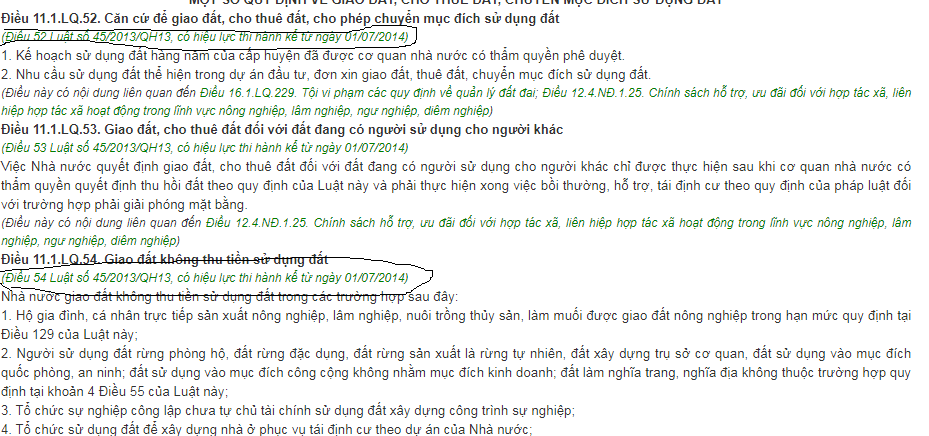 MỘT SỐ QUY ĐỊNH VỀ GIAO ĐẤT, CHO THUÊ ĐẤT, CHUYỂN MỤC ĐÍCH SỬ DỤNG ĐẤT
Điều 11.1.LQ.52. Căn cứ để giao đất, cho thuê đất, cho phép chuyển mục đích sử dụng đất
(Điều 52 Luật số 45/2013/QH13, có hiệu lực thi hành kể từ ngày 01/07/2014)
1. Kế hoạch sử dụng đất hàng năm của cấp huyện đã được cơ quan nhà nước có thẩm quyền phê duyệt.
2. Nhu cầu sử dụng đất thể hiện trong dự án đầu tư, đơn xin giao đất, thuê đất, chuyển mục đích sử dụng đất.
(Điều này có nội dung liên quan đến Điều 16.1.LQ.229. Tội vi phạm các quy định về quản lý đất đai; Điều 12.4.NĐ.1.25. Chính sách hỗ trợ, ưu đãi đối với hợp tác xã, liên
hiệp hợp tác xã hoạt động trong lĩnh vực nông nghiệp, lâm nghiệp, ngư nghiệp, diêm nghiệp)
Điều 11.1.LQ.53. Giao đất, cho thuê đất đối với đất đang có người sử dụng cho người khác
(Điều 53 Luật số 45/2013/QH13, có hiệu lực thi hành kể từ ngày 01/07/2014)
Việc Nhà nước quyết định giao đất, cho thuê đất đối với đất đang có người sử dụng cho người khác chỉ được thực hiện sau khi cơ quan nhà nước có
thẩm quyền quyết định thu hồi đất theo quy định của Luật này và phải thực hiện xong việc bồi thường, hỗ trợ, tái định cư theo quy định của pháp luật đối
với trường hợp phải giải phóng mặt bằng.
(Điều này có nội dung liên quan đến Điều 12.4.NĐ.1.25. Chính sách hỗ trợ, ưu đãi đối với hợp tác xã, liên hiệp hợp tác xã hoạt động trong lĩnh vực nông nghiệp, lâm
nghiệp, ngư nghiệp, diêm nghiệp)
Điều 11.1.LQ.54. Giao đất không thu tiền sử dụng đất
(Điều 54 Luật số 45/2013/QH13, có hiệu lực thi hành kể từ ngày 01/07/2014)
Nhà nước giao đất không thu tiền sử dụng đất trong các trường hợp sau đây:
1. Hộ gia đình, cá nhân trực tiếp sản xuất nông nghiệp, lâm nghiệp, nuôi trồng thủy sản, làm muối được giao đất nông nghiệp trong hạn mức quy định tại
Điều 129 của Luật này;
2. Người sử dụng đất rừng phòng hộ, đất rừng đặc dụng, đất rừng sản xuất là rừng tự nhiên, đất xây dựng trụ sở cơ quan, đất sử dụng vào mục đích
quốc phòng, an ninh; đất sử dụng vào mục đích công cộng không nhằm mục đích kinh doanh; đất làm nghĩa trang, nghĩa địa không thuộc trường hợp quy
định tại khoản 4 Điều 55 của Luật này;
3. Tổ chức sự nghiệp công lập chưa tự chủ tài chính sử dụng đất xây dựng công trình sự nghiệp;
4. Tổ chức sử dụng đất để xây dựng nhà ở phục vụ tái định cư theo dự án của Nhà nước;